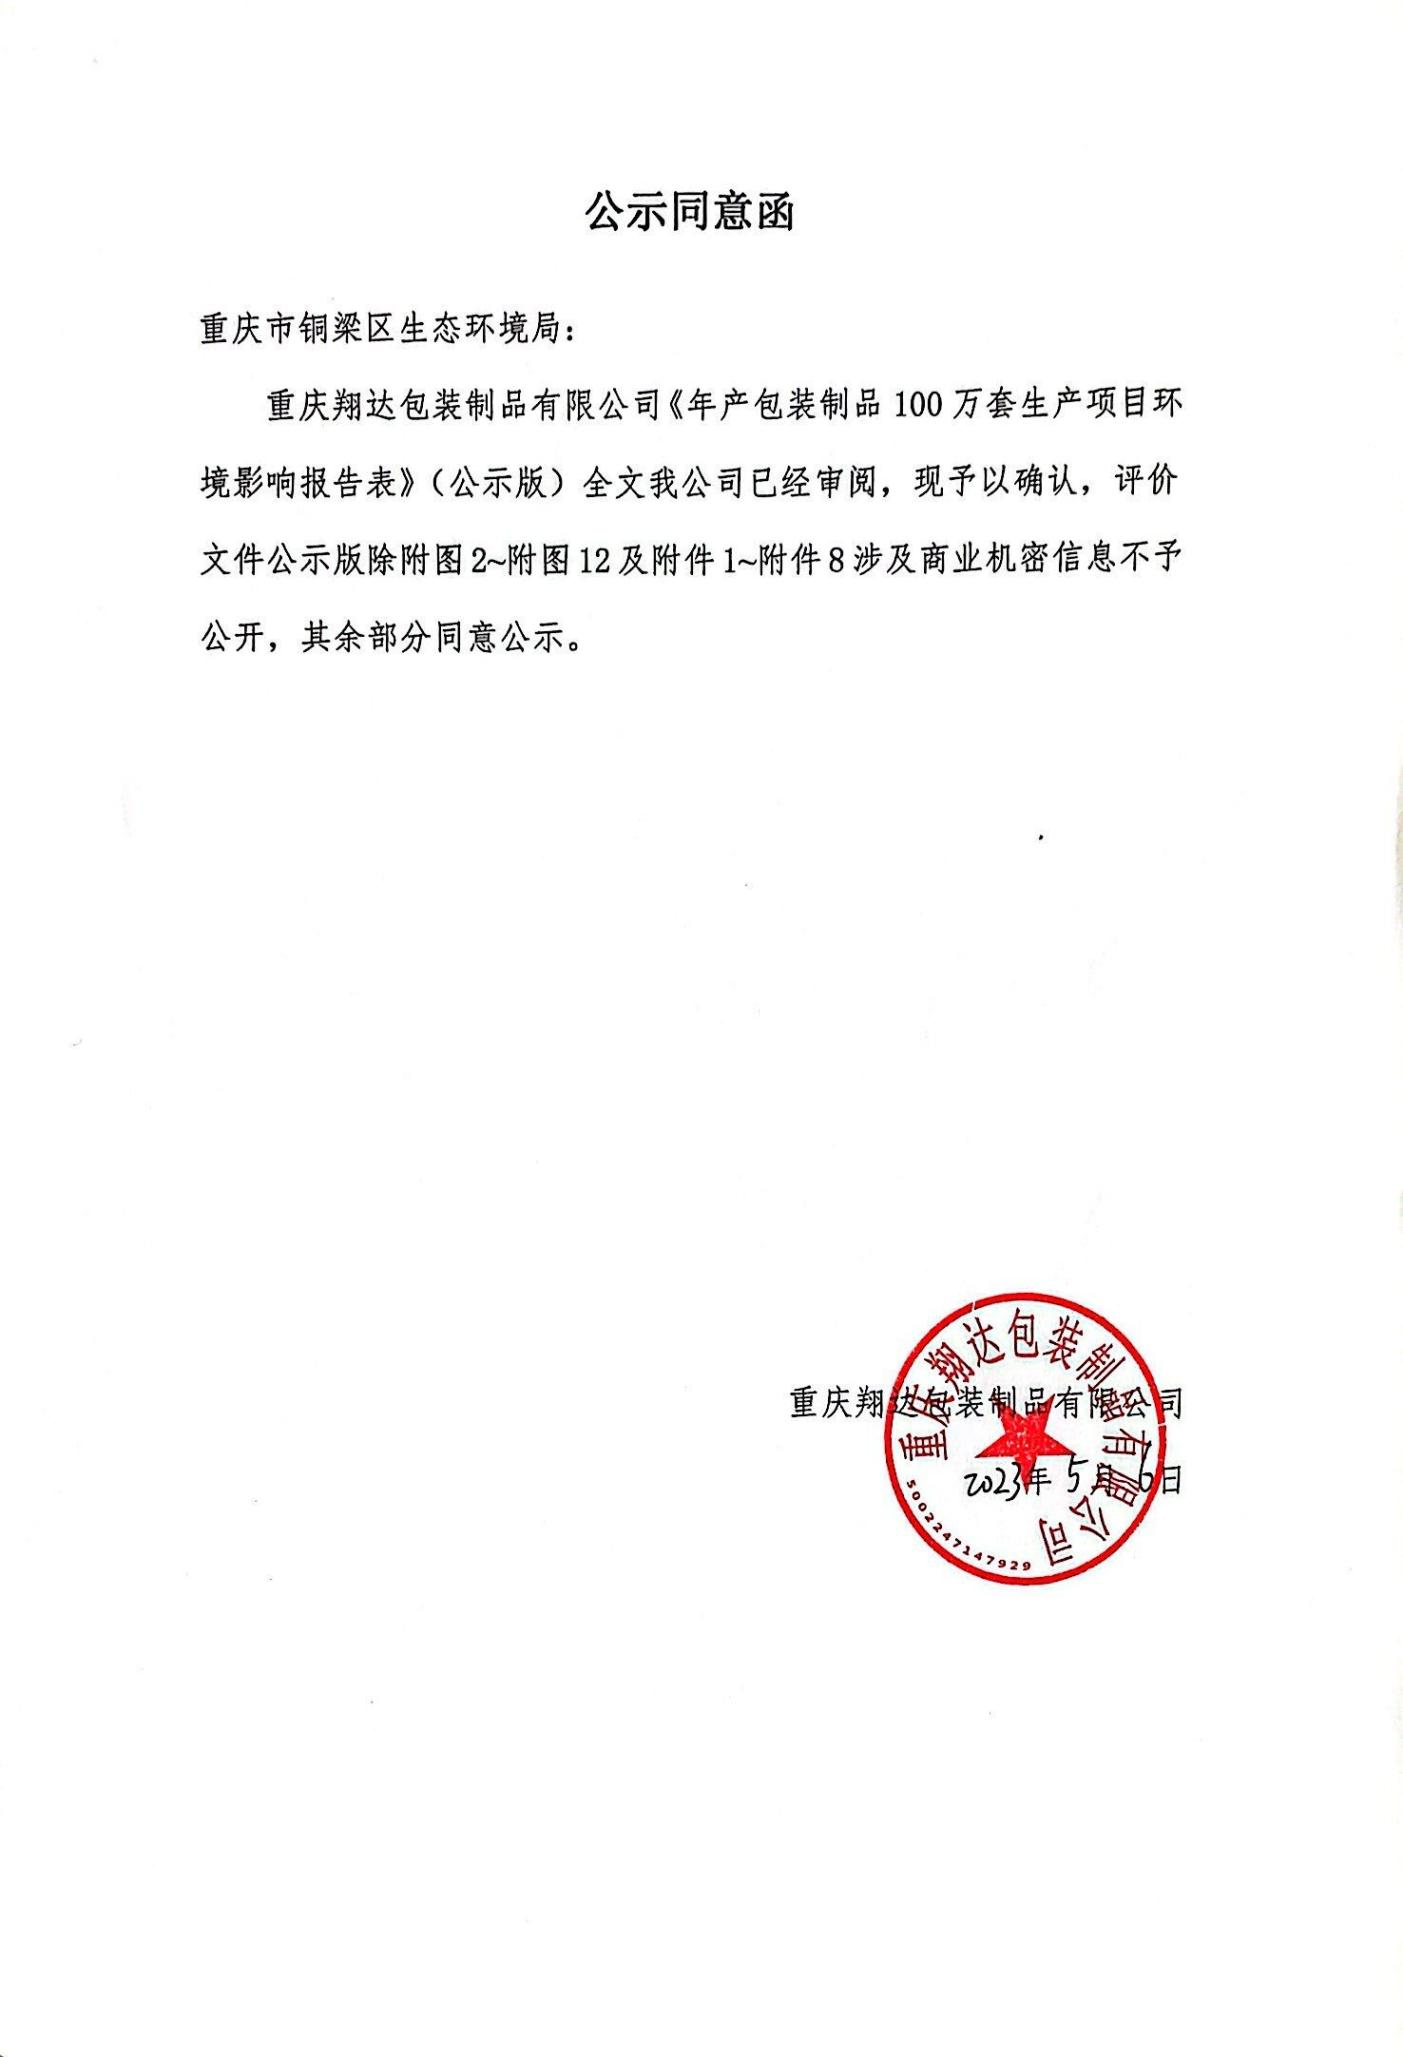 公示同意函
重庆市铜梁区生态环境局：
重庆翔达包装制品有限公司《年产包装制品100万套生产项目环
境影响报告表》（公示版）全文我公司已经审阅，现予以确认，评价
文件公示版除附图2~附图12及附件1~附件8涉及商业机密信息不予
公开，其余部分同意公示。
重庆翔达包装制品有限公司
2023年5月6日
重庆翔达包装制品有限公司
5002247147929